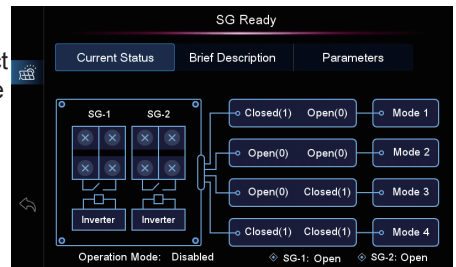 SG Ready
ct
e
Current Status Brief Description Parameters
SG-1 SG-2
Inverter Inverter
Closed(1) Open(0) Mode 1
Open(0) Open(0) Mode 2
Open(0) Closed(1) Mode 3
Closed(1) Closed(1) Mode 4
Operation Mode: Disabled SG-1: Open SG-2: Open